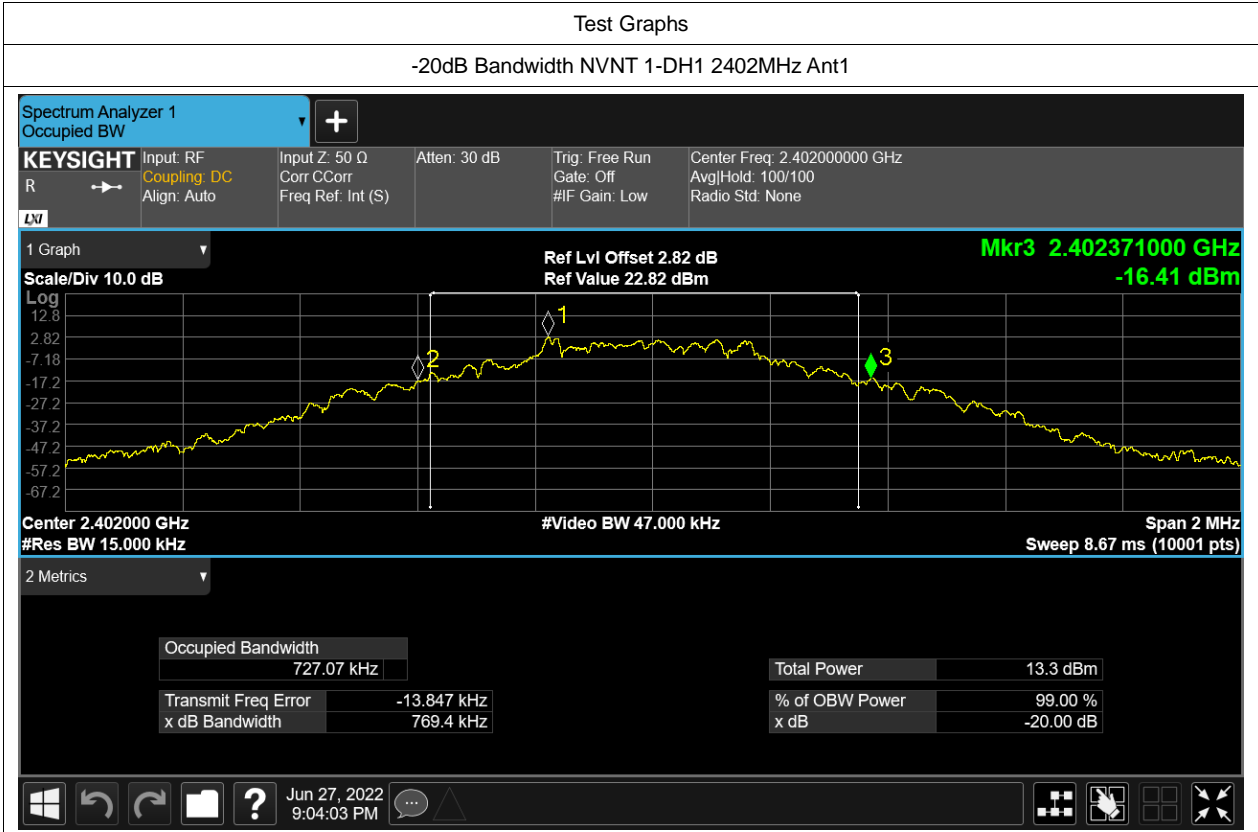 Test Graphs
-20dB Bandwidth NVNT 1-DH1 2402MHz Ant1
Spectrum Analyzer 1
Occupied BW
KEYSIGHT
R
LXI
Input: RF
Coupling: DC
Align: Auto
Input Z: 50 Ω
Corr CCorr
Freq Ref: Int (S)
Atten: 30 dB
Trig: Free Run
Gate: Off
#IF Gain: Low
Center Freq: 2.402000000 GHz
Avg|Hold: 100/100
Radio Std: None
1 Graph
Scale/Div 10.0 dB
Ref Lvl Offset 2.82 dB
Ref Value 22.82 dBm
Mkr3 2.402371000 GHz
-16.41 dBm
Log
12.8
2.82
-7.18
-17.2
-27.2
-37.2
-47.2
-57.2
-67.2
1
2
3
Center 2.402000 GHz
#Res BW 15.000 kHz
#Video BW 47.000 kHz
Span 2 MHz
Sweep 8.67 ms (10001 pts)
2 Metrics
Occupied Bandwidth
727.07 kHz
Transmit Freq Error -13.847 kHz
x dB Bandwidth 769.4 kHz
Total Power 13.3 dBm
% of OBW Power 99.00 %
x dB -20.00 dB
?
Jun 27, 2022
9:04:03 PM